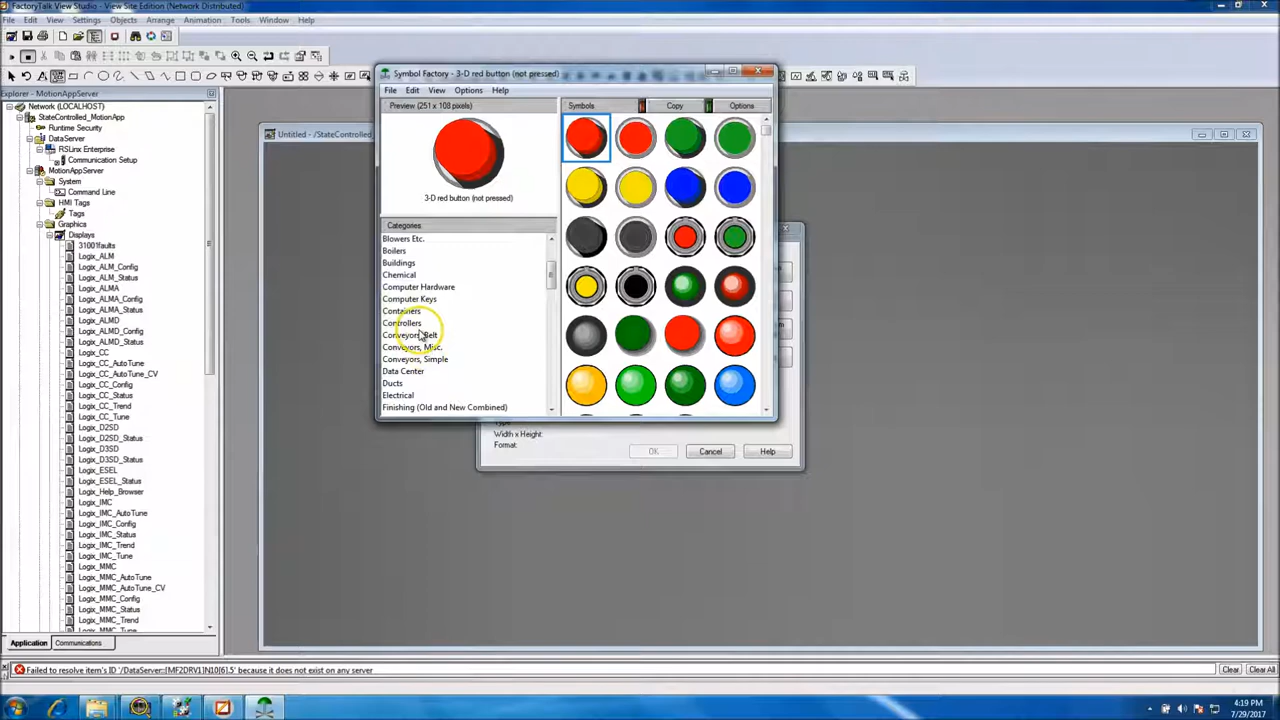 FactoryTalk View Studio - View Site Edition (Network Distributed)
File Edit View Settings Objects Arrange Animation Tools Window Help
Explorer - MotionAppServer
Network (LOCALHOST)
StateControlled_MotionApp
Runtime Security
DataServer
RSLinx Enterprise
Communication Setup
MotionAppServer
System
Command Line
HMI Tags
Tags
Graphics
Displays
31001faults
Logix_ALM
Logix_ALM_Config
Logix_ALM_Status
Logix_ALMA
Logix_ALMA_Config
Logix_ALMA_Status
Logix_ALMD
Logix_ALMD_Config
Logix_ALMD_Status
Logix_CC
Logix_CC_AutoTune
Logix_CC_AutoTune_CV
Logix_CC_Config
Logix_CC_Status
Logix_CC_Trend
Logix_CC_Tune
Logix_D2SD
Logix_D2SD_Status
Logix_D3SD
Logix_D3SD_Status
Logix_ESEL
Logix_ESEL_Status
Logix_Help_Browser
Logix_IMC
Logix_IMC_AutoTune
Logix_IMC_Config
Logix_IMC_Status
Logix_IMC_Trend
Logix_IMC_Tune
Logix_MMC
Logix_MMC_AutoTune
Logix_MMC_AutoTune_CV
Logix_MMC_Config
Logix_MMC_Status
Logix_MMC_Trend
Logix_MMC_Tune
Application Communications
Untitled - /StateControlled_
Symbol Factory - 3-D red button (not pressed)
File Edit View Options Help
Preview (251 x 108 pixels)
3-D red button (not pressed)
Symbols Copy Options
Categories
Blowers Etc.
Boilers
Buildings
Chemical
Computer Hardware
Computer Keys
Containers
Controllers
Conveyors, Belt
Conveyors, Misc.
Conveyors, Simple
Data Center
Ducts
Electrical
Finishing (Old and New Combined)
Type:
Width x Height:
Format:
OK Cancel Help
Failed to resolve item's ID '/DataServer::[MF2DRV1]N10[6].5' because it does not exist on any server
Clear Clear All
4:19 PM
7/29/2017